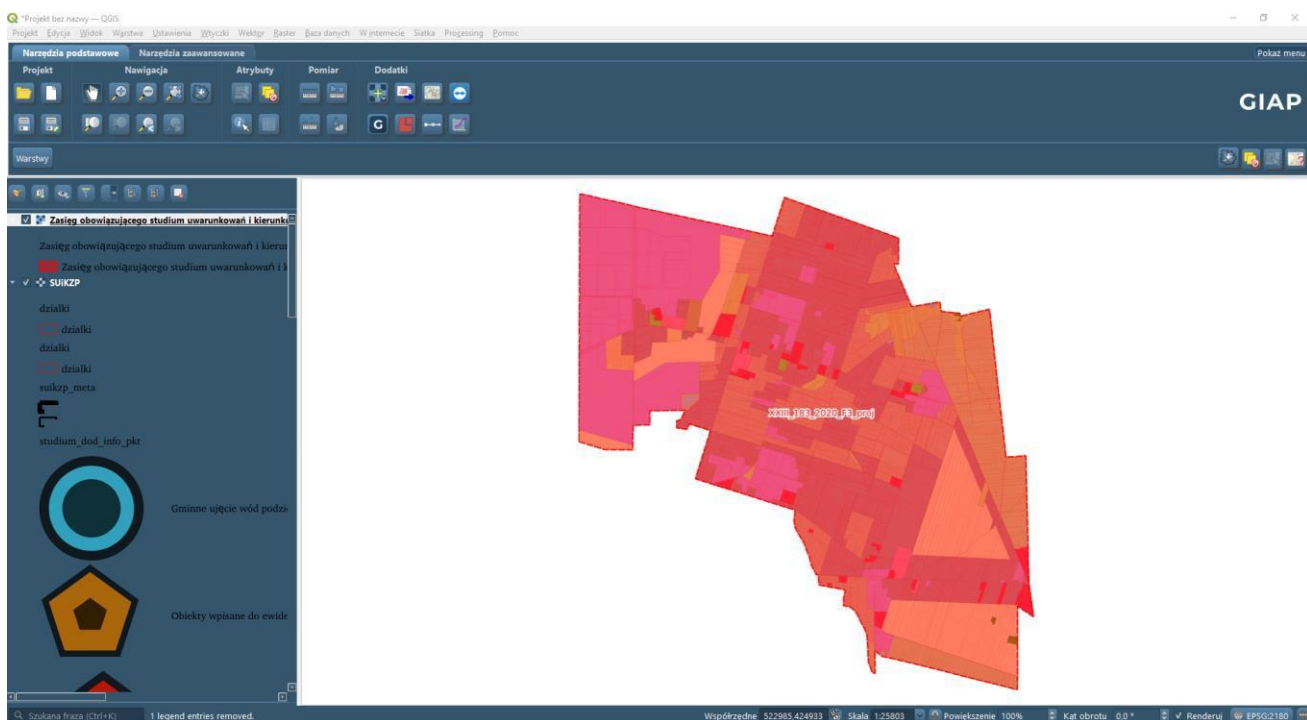 *Projekt bez nazwy — QGIS
Projekt Edycja Widok Warstwa Ustawienia Wtyczki Wektor Raster Baza danych W internecie Siatka Processing Pomoc
Narzędzia podstawowe Narzędzia zaawansowane Pokaż menu
Projekt Nawigacja Atrybuty Pomiar Dodatki
GIAP
G
Warstwy
Zasięg obowiązującego studium uwarunkowań i kierunk
Zasięg obowiązującego studium uwarunkowań i kieru
Zasięg obowiązującego studium uwarunkowań i k
SUiKZP
dzialki
dzialki
dzialki
dzialki
suikzp_meta
studium_dod_info_pkt
Gminne ujęcie wód podzi
Obiekty wpisane do ewide
XXIII_163_2020_F3_proj
Szukana fraza (Ctrl+K) 1 legend entries removed. Współrzędne 522985,424933 Skala 1:25803 Powiększenie 100% Kąt obrotu 0,0 ° Renderuj EPSG:2180